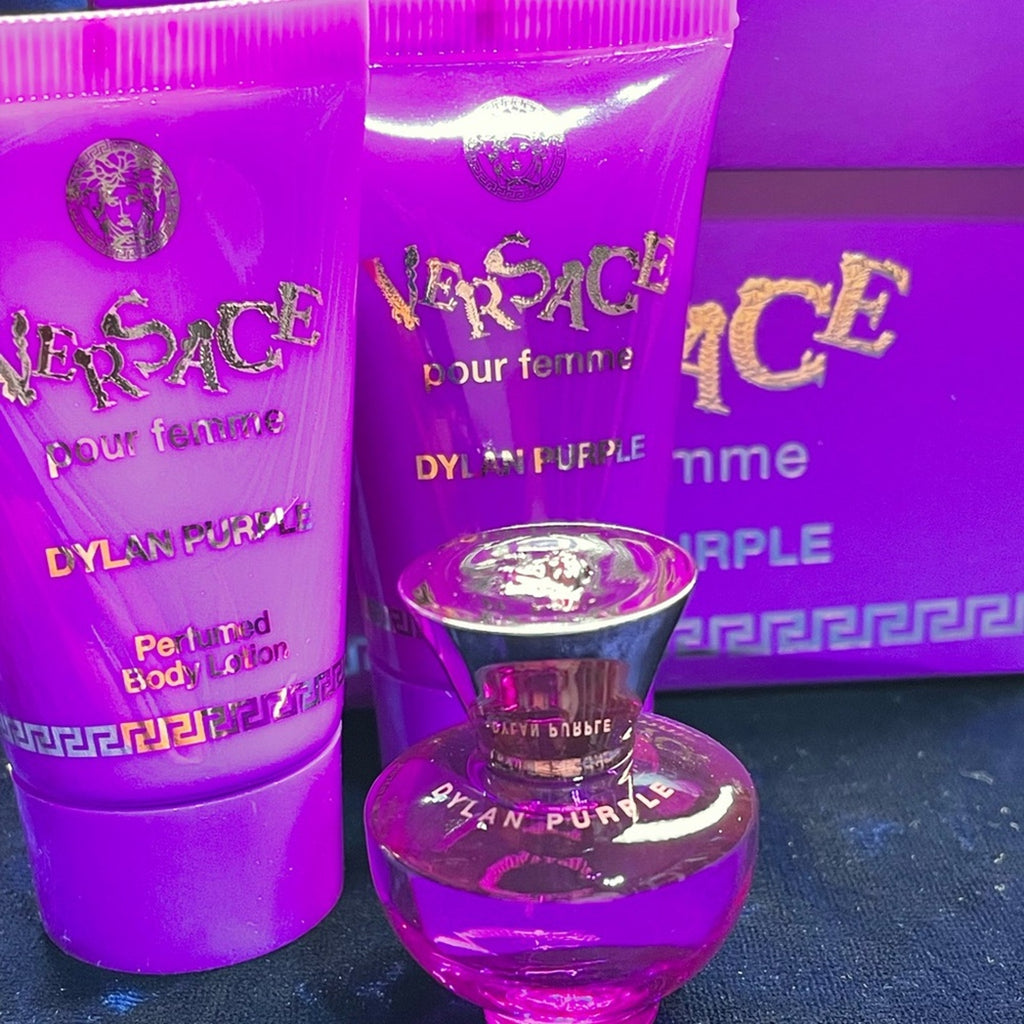 VERSACE
pour femme
DYLAN PURPLE
Perfumed
Body Lotion
VERSACE
pour femme
DYLAN PURPLE
ACE
mme
URPLE
DYLAN PURPLE
DYLAN PURPLE